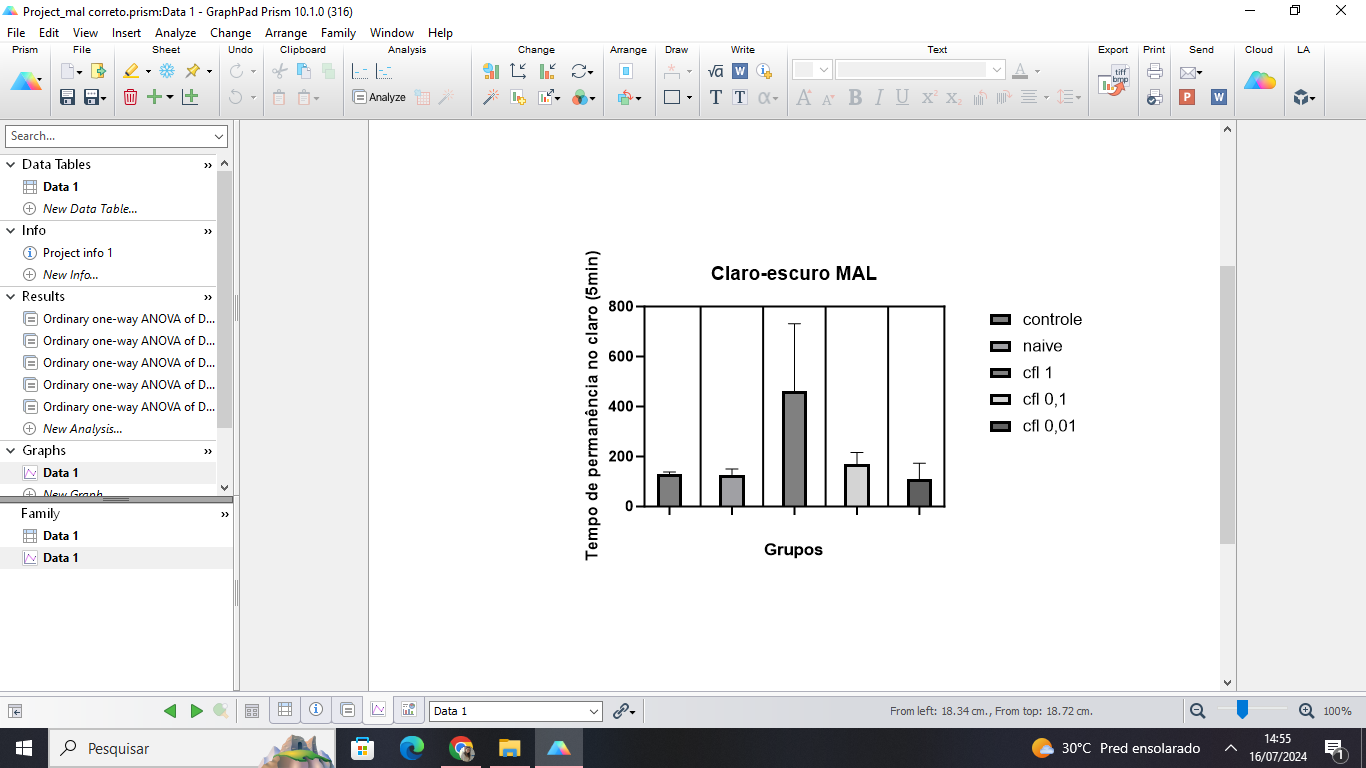 Project_mal correto.prism:Data 1 - GraphPad Prism 10.1.0 (316)
File Edit View Insert Analyze Change Arrange Family Window Help
Prism File Sheet Undo Clipboard Analysis Change Arrange Draw Write Text Export Print Send Cloud LA
√α W α tiff
bmp
Analyze T T α A A B I U X² X₂ P W
Search...
Data Tables ››
Data 1
New Data Table...
Info ››
Project info 1
New Info...
Results ››
Ordinary one-way ANOVA of D...
Ordinary one-way ANOVA of D...
Ordinary one-way ANOVA of D...
Ordinary one-way ANOVA of D...
Ordinary one-way ANOVA of D...
New Analysis...
Graphs ››
Data 1
New Graph
Family ››
Data 1
Data 1
Claro-escuro MAL
Tempo de permanência no claro (5min)
800
600
400
200
0
Grupos
controle
naive
cfl 1
cfl 0,1
cfl 0,01
Data 1
From left: 18.34 cm., From top: 18.72 cm.
100%
Pesquisar
30°C Pred ensolarado
14:55
16/07/2024
1